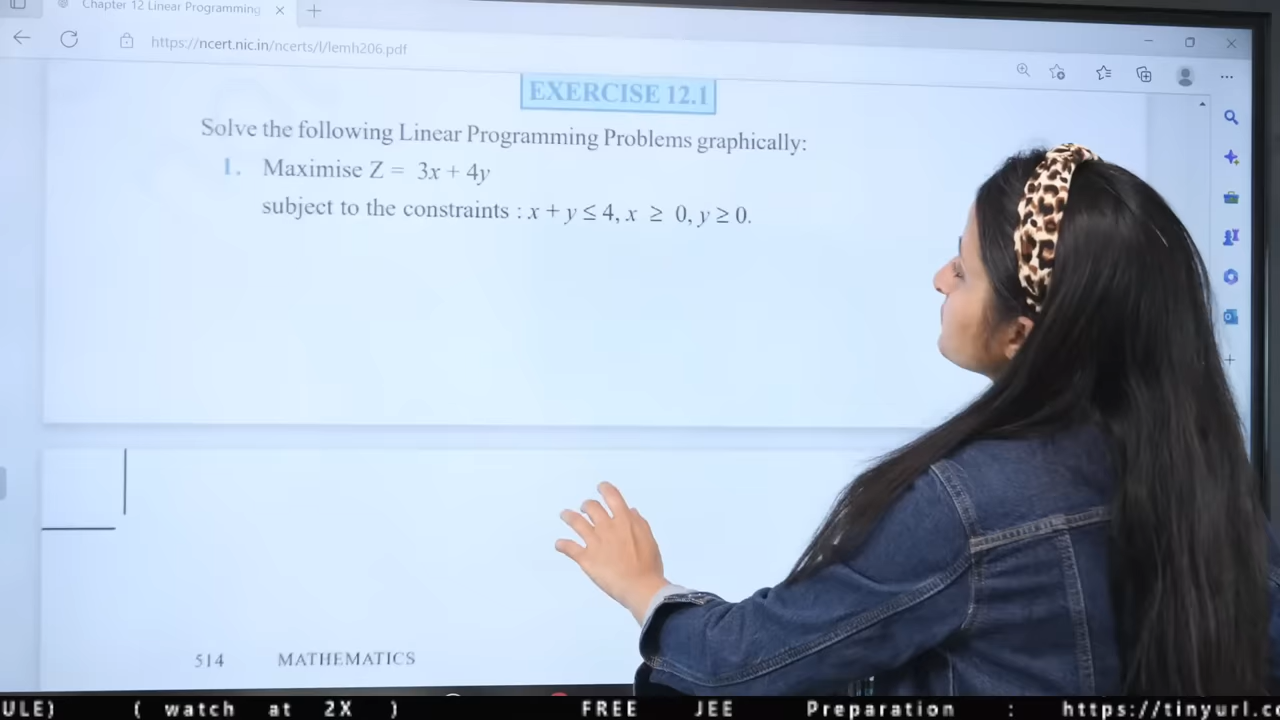 Chapter 12 Linear Programming
https://ncert.nic.in/ncerts/l/lemh206.pdf
EXERCISE 12.1
Solve the following Linear Programming Problems graphically:
1. Maximise Z = 3x + 4y
subject to the constraints : x + y ≤ 4, x ≥ 0, y ≥ 0.
514 MATHEMATICS
ULE) ( watch at 2X ) FREE JEE Preparation : https://tinyurl.c